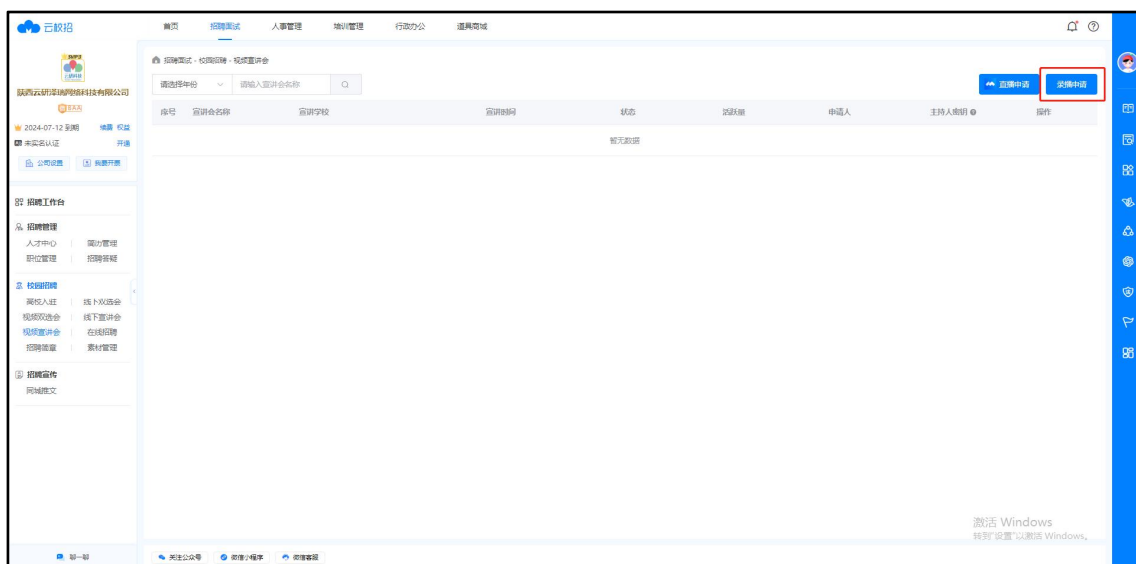 云校招 首页 招聘面试 人事管理 培训管理 行政办公 道具商城
陕西云研泽瑞网络科技有限公司
2024-07-12 到期 续费 权益
未实名认证 开通
公司设置 我要开票
招聘工作台
招聘管理
人才中心 简历管理
职位管理 招聘答疑
校园招聘
高校入驻 线下双选会
视频双选会 线下宣讲会
视频宣讲会 在线招聘
招聘简章 素材管理
招聘宣传
同城推文
聊一聊
招聘面试 - 校园招聘 - 视频宣讲会
请选择年份 请输入宣讲会名称 直播申请 录播申请
序号 宣讲会名称 宣讲学校 宣讲时间 状态 活跃量 申请人 主持人密钥 操作
暂无数据
激活 Windows
转到"设置"以激活 Windows。
关注公众号 微信小程序 微信客服